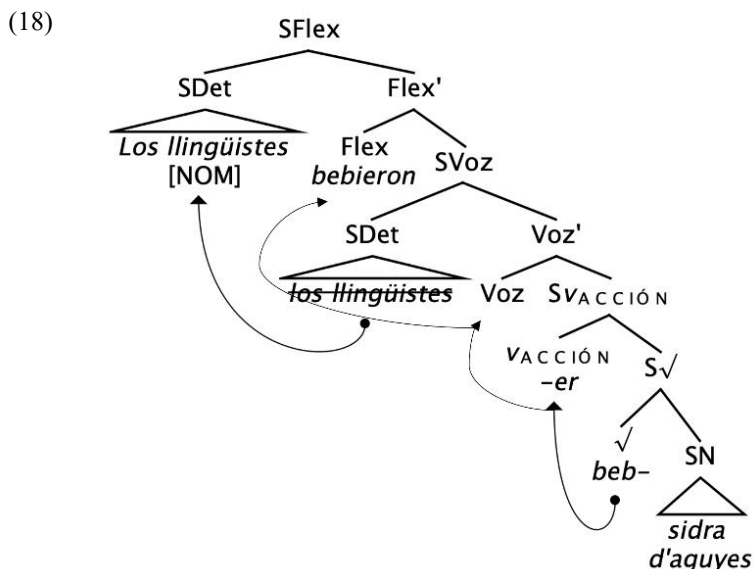 (18)
SFlex
SDet Flex'
Los llingüistes Flex SVoz
[NOM] bebieron
SDet Voz'
los llingüistes Voz SvACCIÓN
vACCIÓN S√
-er
√ SN
beb-
sidra
d'aguyes